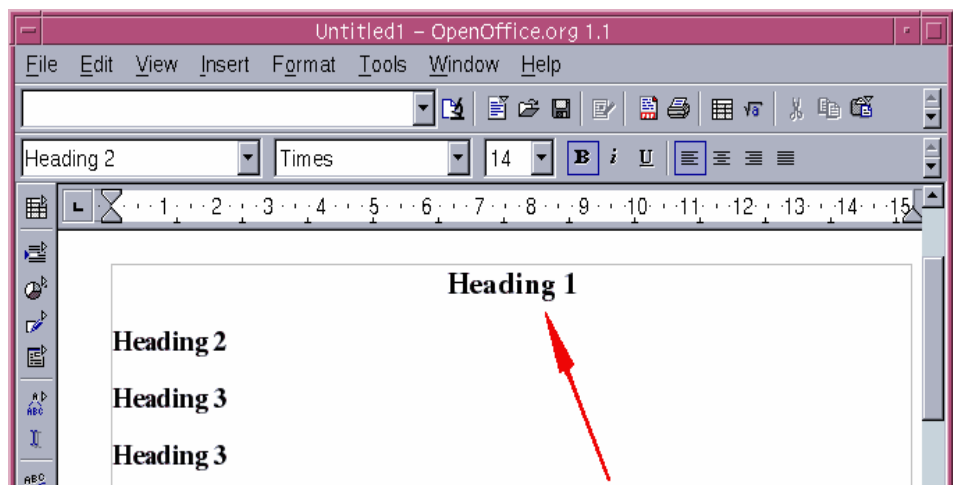 Untitled1 – OpenOffice.org 1.1
File Edit View Insert Format Tools Window Help
Heading 2 Times 14 B i U
1 2 3 4 5 6 7 8 9 10 11 12 13 14 15
Heading 1
Heading 2
Heading 3
Heading 3